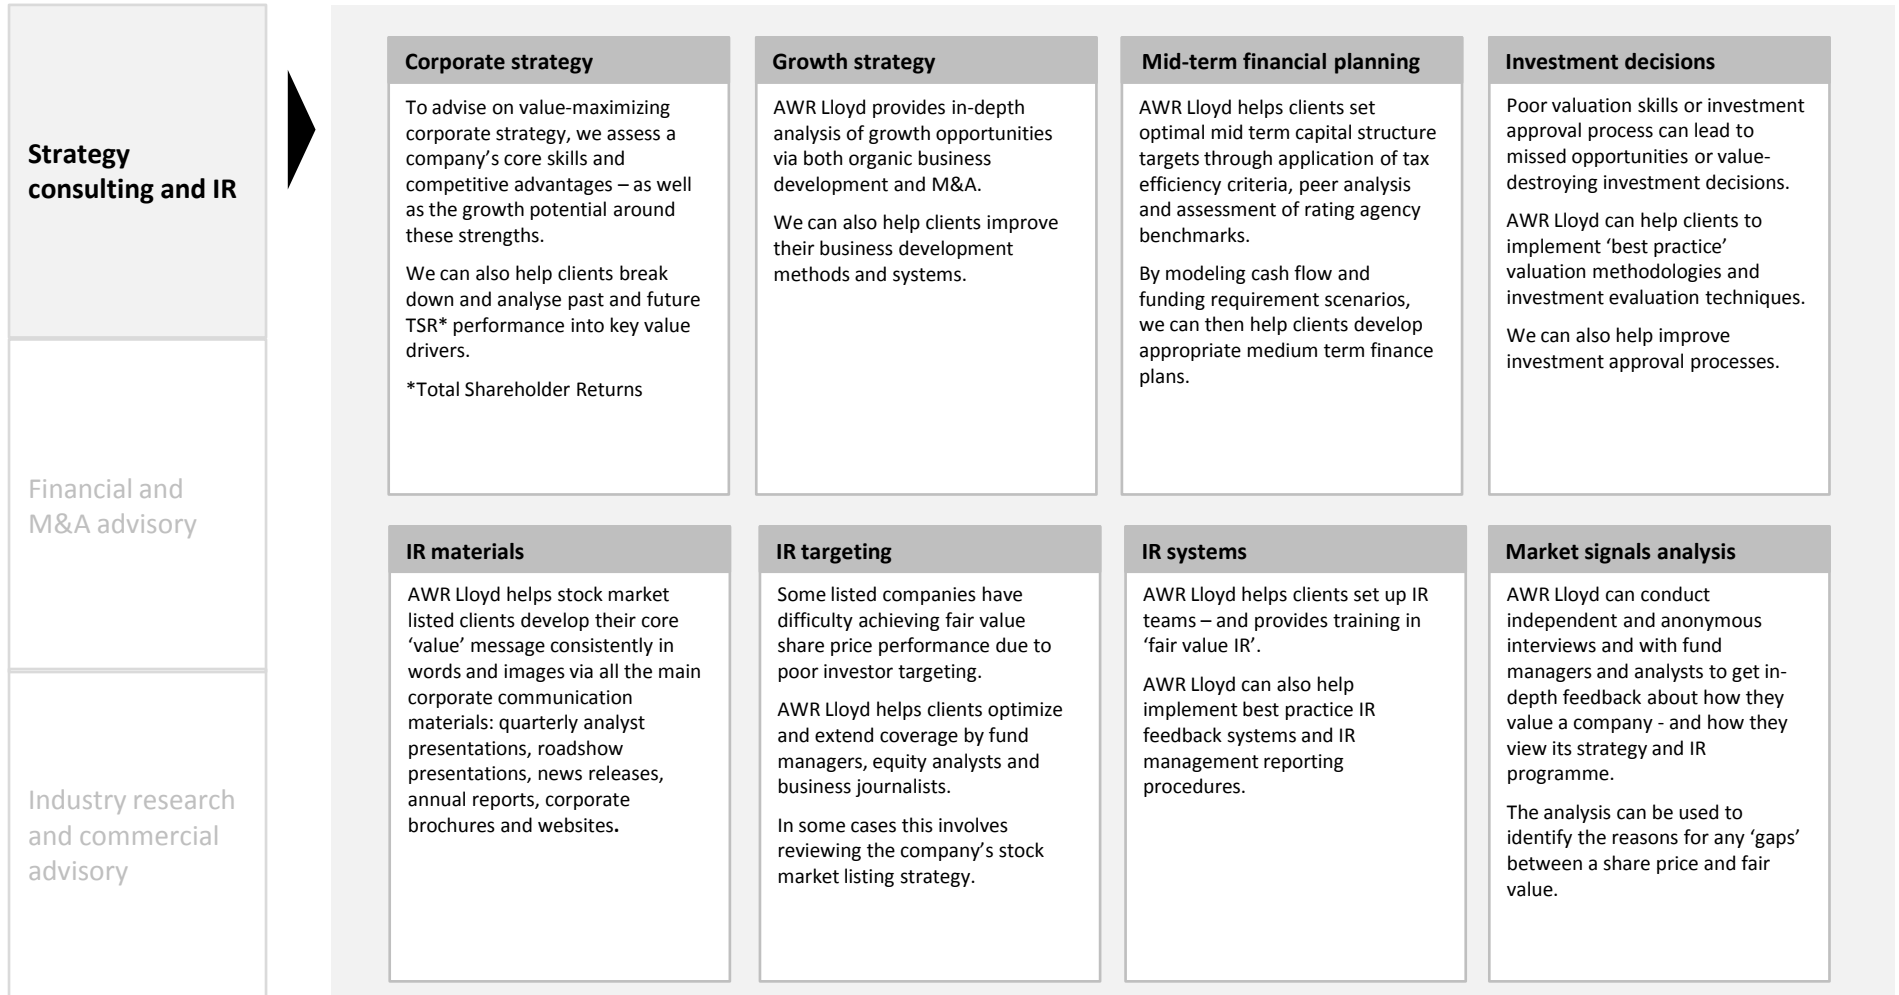 Strategy
consulting and IR
Financial and
M&A advisory
Industry research
and commercial
advisory
Corporate strategy
To advise on value-maximizing
corporate strategy, we assess a
company’s core skills and
competitive advantages – as well
as the growth potential around
these strengths.
We can also help clients break
down and analyse past and future
TSR* performance into key value
drivers.
*Total Shareholder Returns
Growth strategy
AWR Lloyd provides in-depth
analysis of growth opportunities
via both organic business
development and M&A.
We can also help clients improve
their business development
methods and systems.
Mid-term financial planning
AWR Lloyd helps clients set
optimal mid term capital structure
targets through application of tax
efficiency criteria, peer analysis
and assessment of rating agency
benchmarks.
By modeling cash flow and
funding requirement scenarios,
we can then help clients develop
appropriate medium term finance
plans.
Investment decisions
Poor valuation skills or investment
approval process can lead to
missed opportunities or value-
destroying investment decisions.
AWR Lloyd can help clients to
implement ‘best practice’
valuation methodologies and
investment evaluation techniques.
We can also help improve
investment approval processes.
IR materials
AWR Lloyd helps stock market
listed clients develop their core
‘value’ message consistently in
words and images via all the main
corporate communication
materials: quarterly analyst
presentations, roadshow
presentations, news releases,
annual reports, corporate
brochures and websites.
IR targeting
Some listed companies have
difficulty achieving fair value
share price performance due to
poor investor targeting.
AWR Lloyd helps clients optimize
and extend coverage by fund
managers, equity analysts and
business journalists.
In some cases this involves
reviewing the company’s stock
market listing strategy.
IR systems
AWR Lloyd helps clients set up IR
teams – and provides training in
‘fair value IR’.
AWR Lloyd can also help
implement best practice IR
feedback systems and IR
management reporting
procedures.
Market signals analysis
AWR Lloyd can conduct
independent and anonymous
interviews and with fund
managers and analysts to get in-
depth feedback about how they
value a company - and how they
view its strategy and IR
programme.
The analysis can be used to
identify the reasons for any ‘gaps’
between a share price and fair
value.